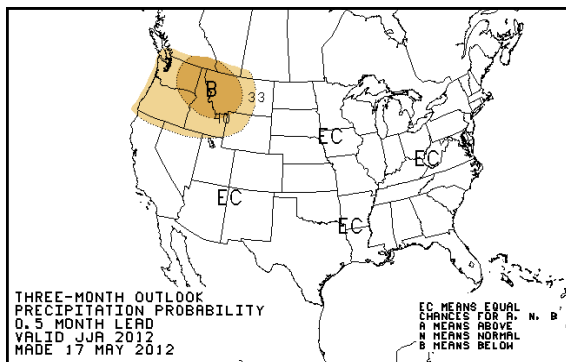 B
33
40
EC
EC
EC
EC
THREE-MONTH OUTLOOK
PRECIPITATION PROBABILITY
0.5 MONTH LEAD
VALID JJA 2012
MADE 17 MAY 2012
EC MEANS EQUAL
CHANCES FOR A, N, B
A MEANS ABOVE
N MEANS NORMAL
B MEANS BELOW